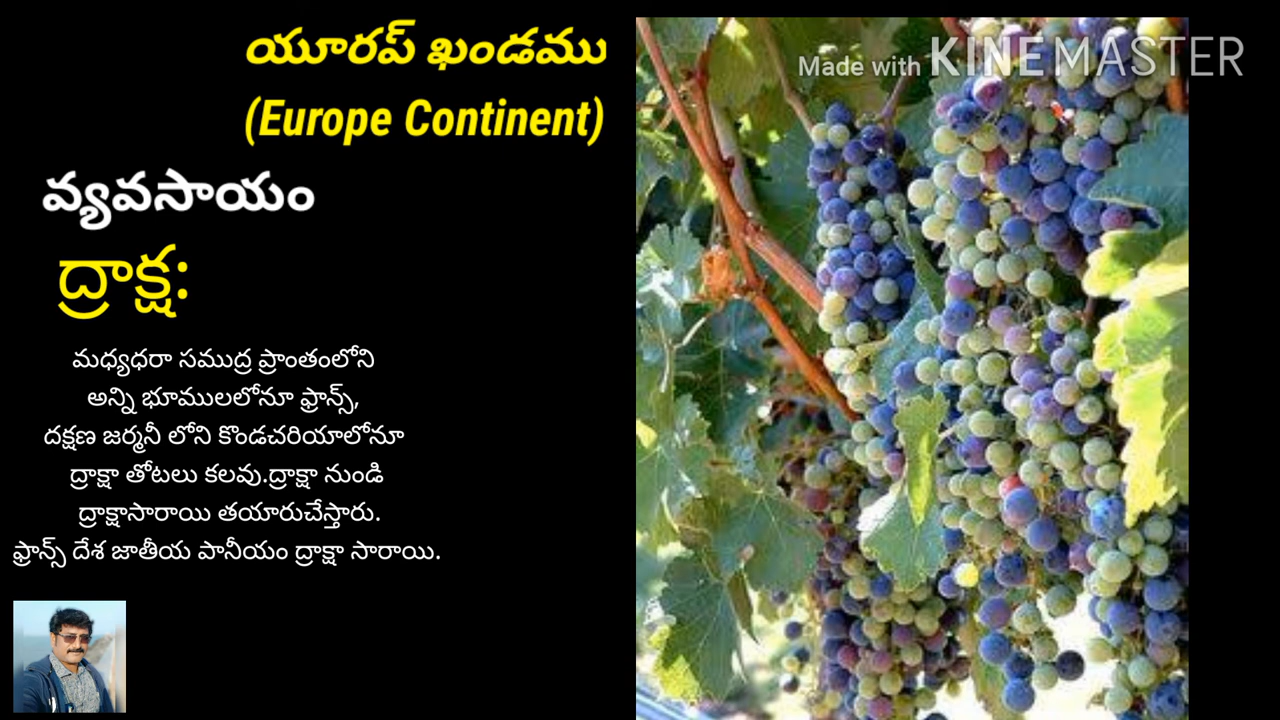 యూరప్ ఖండము
(Europe Continent)
Made with KINEMASTER
వ్యవసాయం
ద్రాక్ష:
మధ్యధరా సముద్ర ప్రాంతంలోని
అన్ని భూములలోనూ ఫ్రాన్స్,
దక్షణ జర్మనీ లోని కొండచరియాలోనూ
ద్రాక్షా తోటలు కలవు.ద్రాక్షా నుండి
ద్రాక్షాసారాయి తయారుచేస్తారు.
ఫ్రాన్స్ దేశ జాతీయ పానీయం ద్రాక్షా సారాయి.